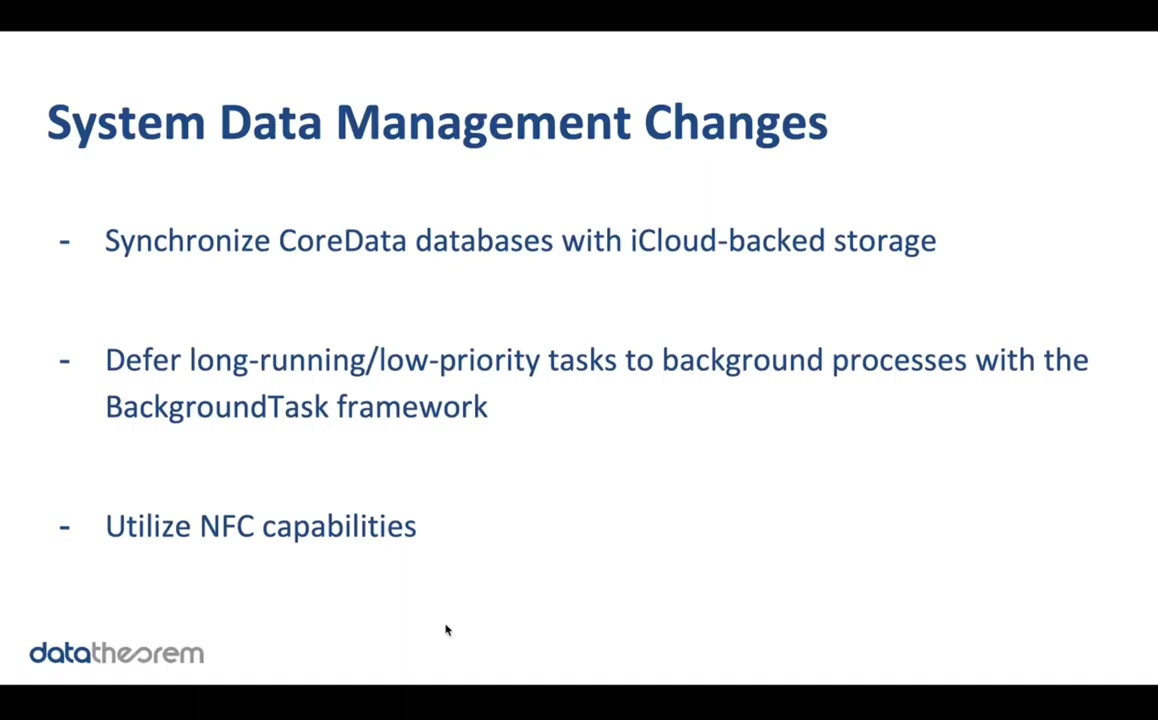 System Data Management Changes
- Synchronize CoreData databases with iCloud-backed storage
- Defer long-running/low-priority tasks to background processes with the
BackgroundTask framework
- Utilize NFC capabilities
datatheorem